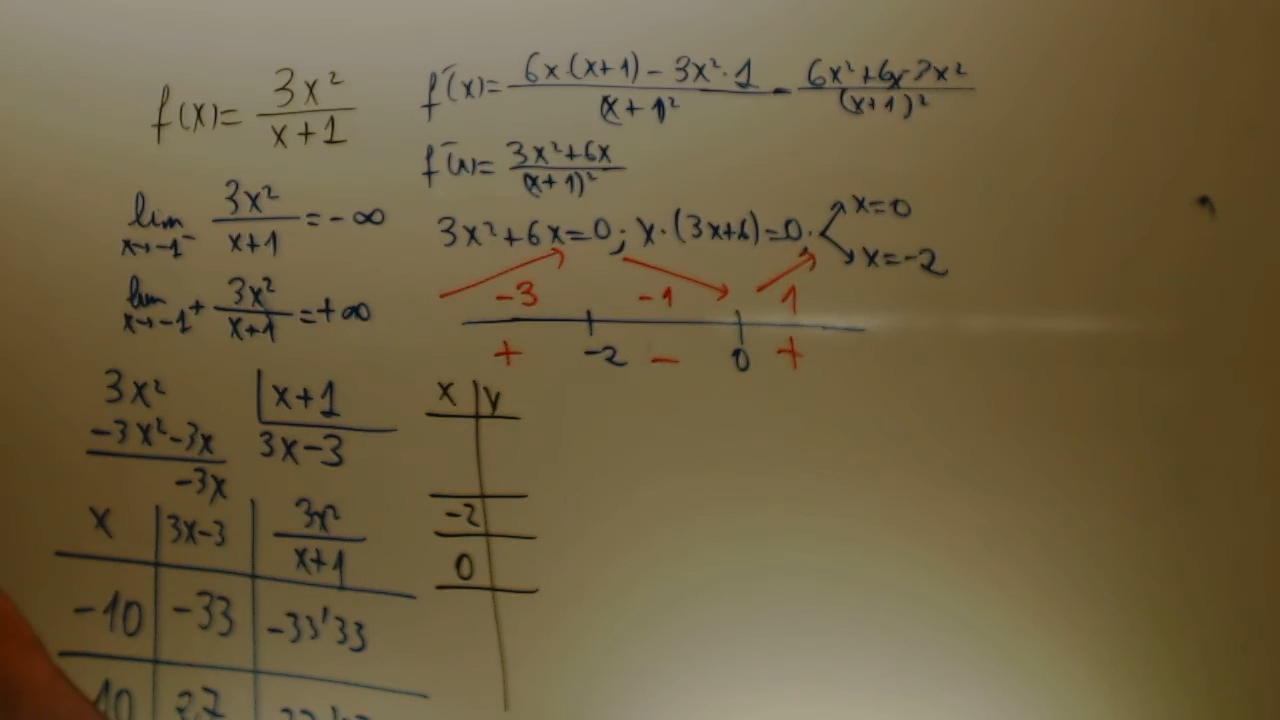 f(x)= 3x²/(x+1)
f'(x)= (6x·(x+1) - 3x²·1)/(x+1)² = (6x²+6x-3x²)/(x+1)²
f'(x)= (3x²+6x)/(x+1)²
3x²+6x=0; x·(3x+6)=0
x=0
x=-2
lim x→-1⁻ 3x²/(x+1) = -∞
lim x→-1⁺ 3x²/(x+1) = +∞
-3 -1 1
+ -2 - 0 +
3x² |x+1
-3x²-3x 3x-3
-3x
x | 3x-3 | 3x²/(x+1)
-10 | -33 | -33'33
10 | 27
x | y
-2
0